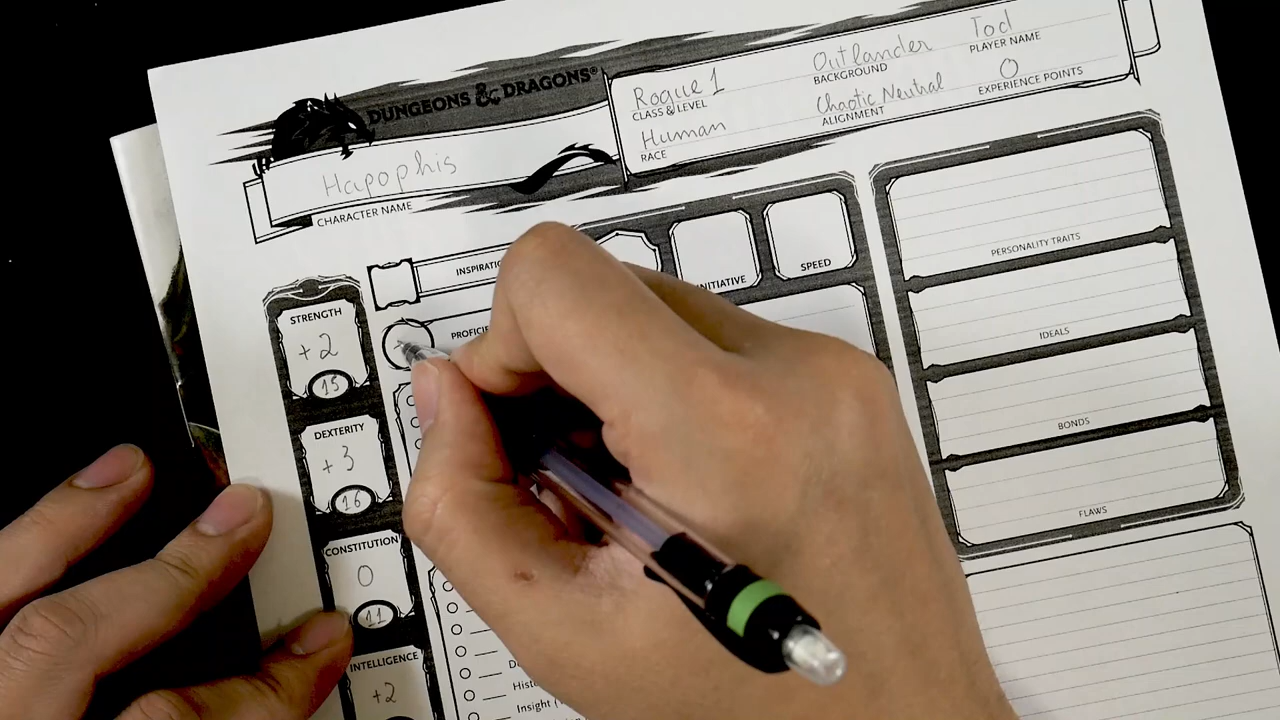 DUNGEONS & DRAGONS®
Hapophis
CHARACTER NAME
Rogue 1
CLASS & LEVEL
Outlander
BACKGROUND
Tod
PLAYER NAME
Human
RACE
Chaotic Neutral
ALIGNMENT
0
EXPERIENCE POINTS
SPEED
STRENGTH
+2
15
DEXTERITY
+3
16
CONSTITUTION
0
11
INTELLIGENCE
+2
Insight
PERSONALITY TRAITS
IDEALS
BONDS
FLAWS